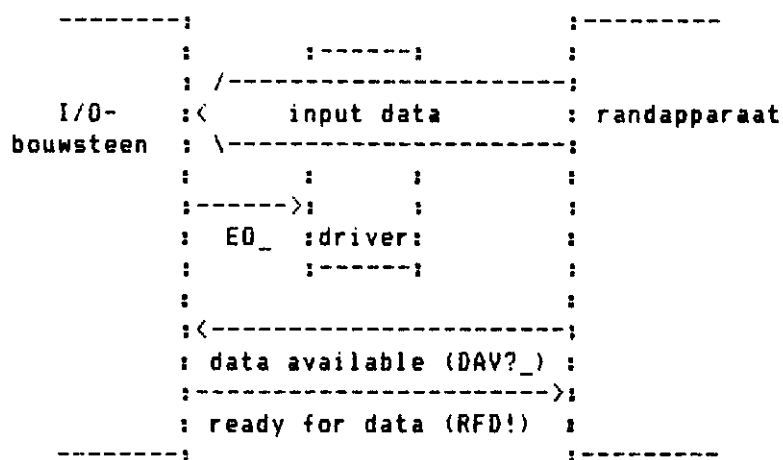 input data
I/O-
randapparaat
bouwsteen
EO_
driver
data available (DAV?_)
ready for data (RFD!)